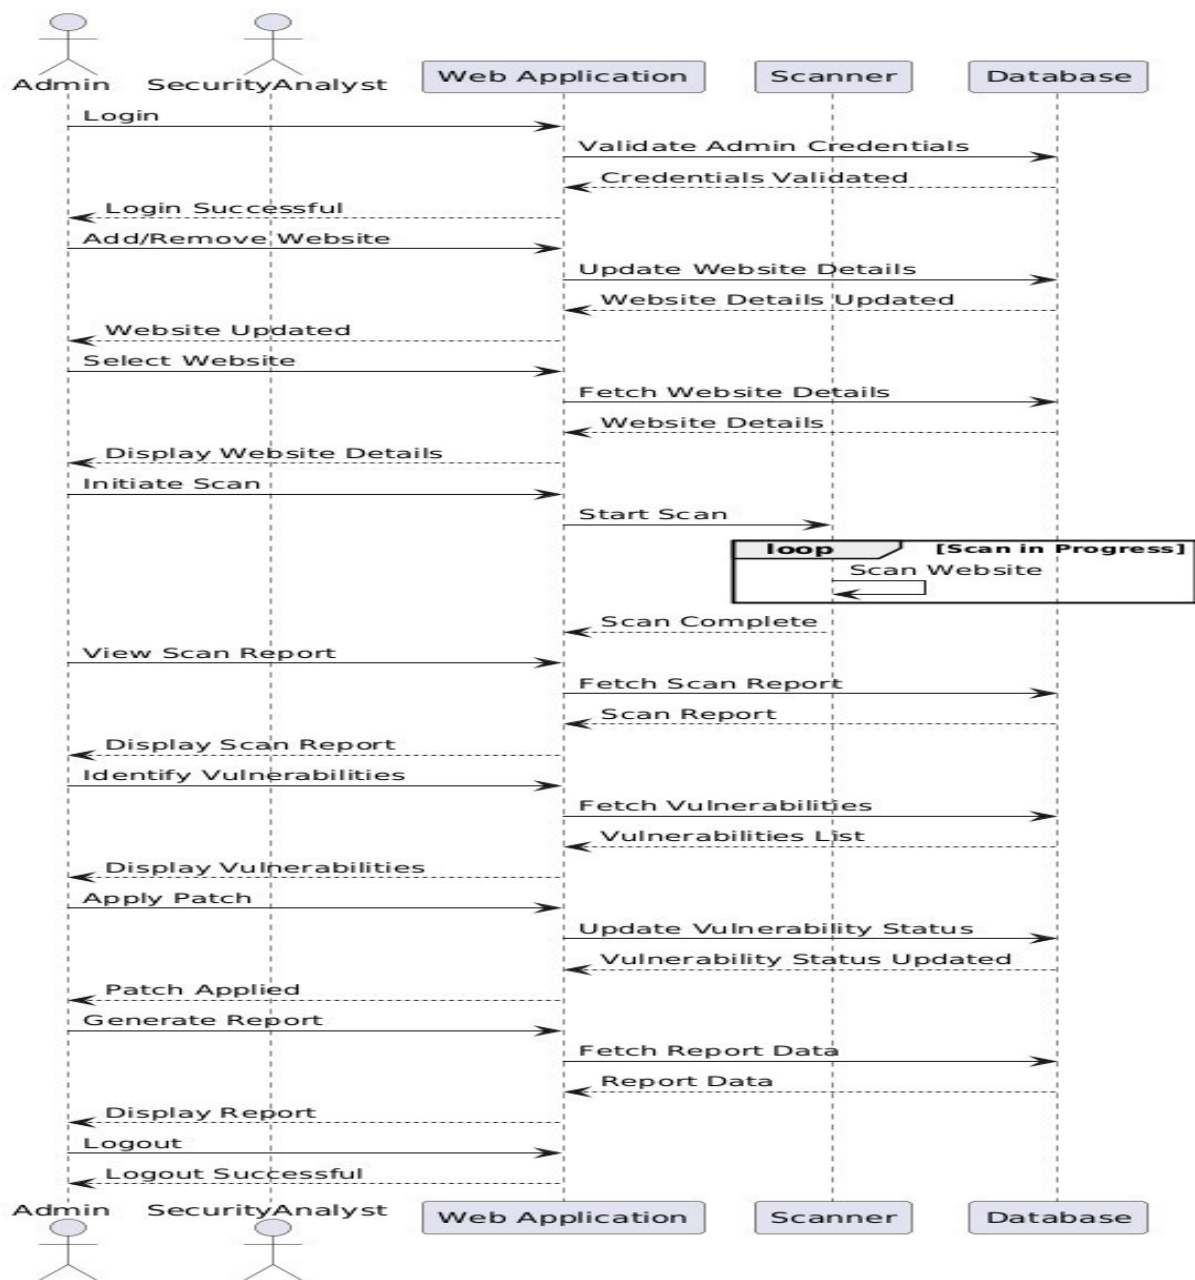 Admin SecurityAnalyst Web Application Scanner Database
Login
Validate Admin Credentials
Credentials Validated
Login Successful
Add/Remove Website
Update Website Details
Website Details Updated
Website Updated
Select Website
Fetch Website Details
Website Details
Display Website Details
Initiate Scan
Start Scan
loop [Scan in Progress]
Scan Website
Scan Complete
View Scan Report
Fetch Scan Report
Scan Report
Display Scan Report
Identify Vulnerabilities
Fetch Vulnerabilities
Vulnerabilities List
Display Vulnerabilities
Apply Patch
Update Vulnerability Status
Vulnerability Status Updated
Patch Applied
Generate Report
Fetch Report Data
Report Data
Display Report
Logout
Logout Successful
Admin SecurityAnalyst Web Application Scanner Database